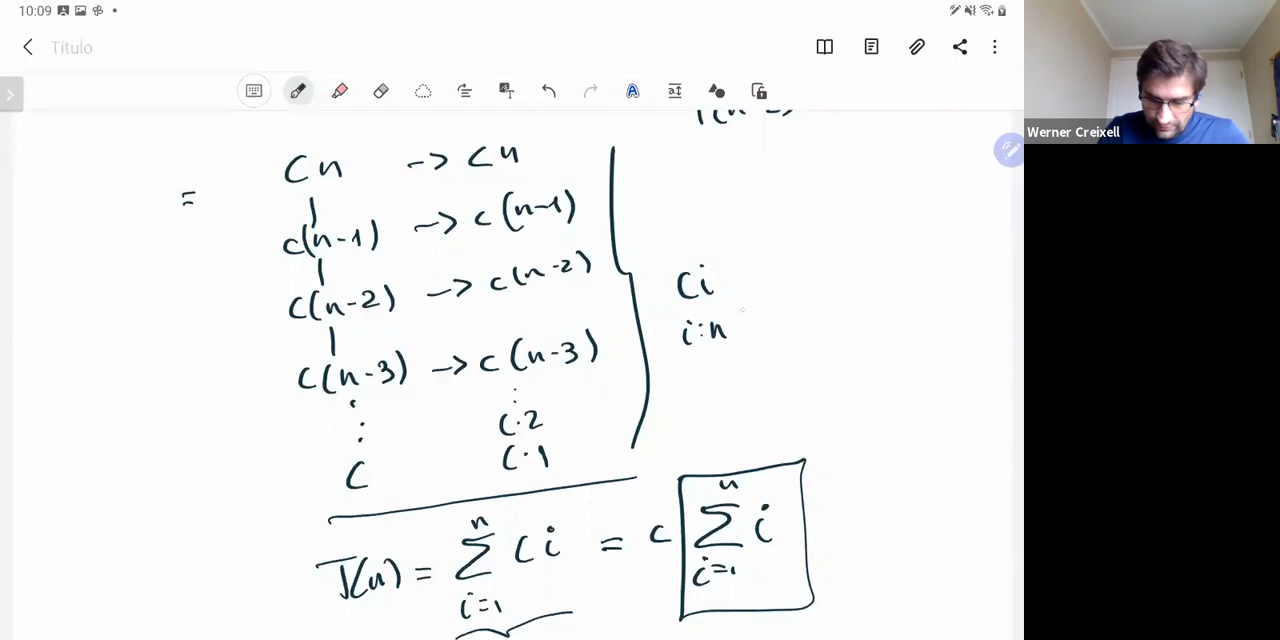 10:09
Título
Werner Creixell
Cn -> Cn
=
c(n-1) -> c(n-1)
c(n-2) -> c(n-2)
Ci
i:n
c(n-3) -> c(n-3)
⋮ ⋮
C·2
C C·1
T(n) = ∑_{i=1}^{n} Ci = c ∑_{i=1}^{n} i